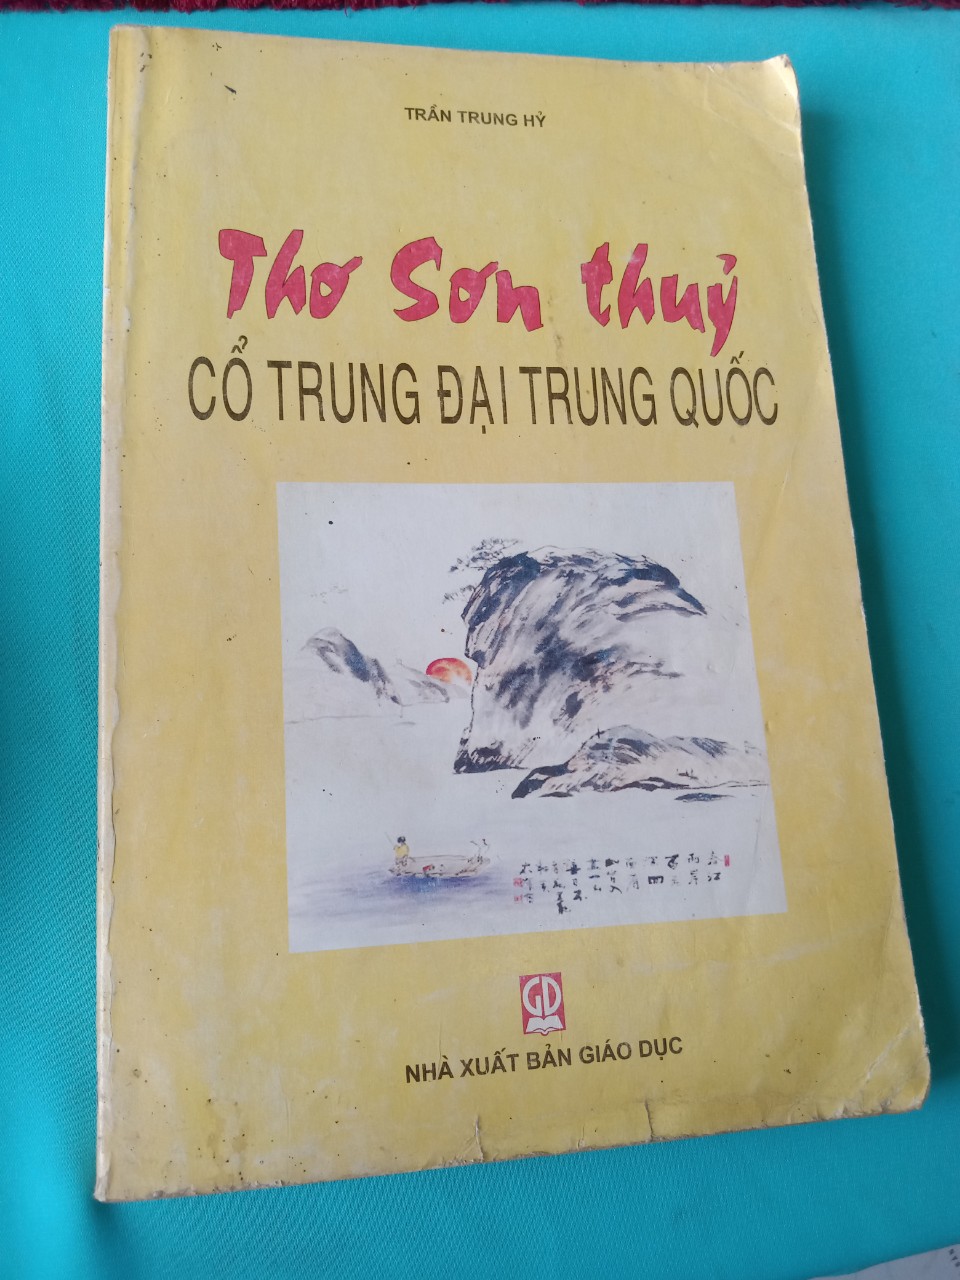 TRẦN TRUNG HỶ
Thơ Sơn thuỷ
CỔ TRUNG ĐẠI TRUNG QUỐC
GD
NHÀ XUẤT BẢN GIÁO DỤC